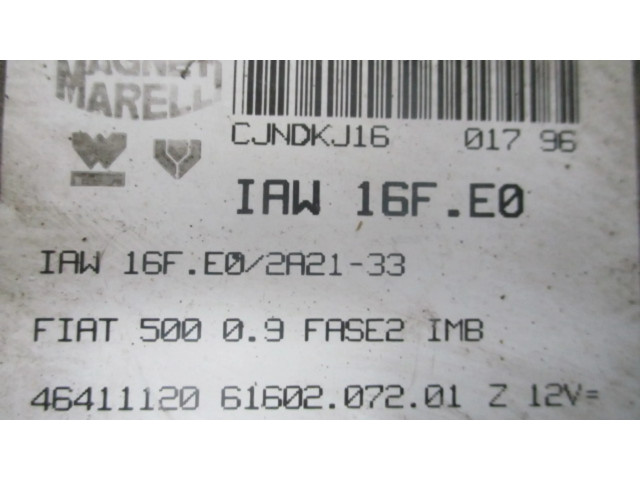 MAGNETI
MARELLI
CJNDKJ16 017 96
IAW 16F.E0
IAW 16F.E0/2A21-33
FIAT 500 0.9 FASE2 IMB
46411120 61602.072.01 Z 12V=